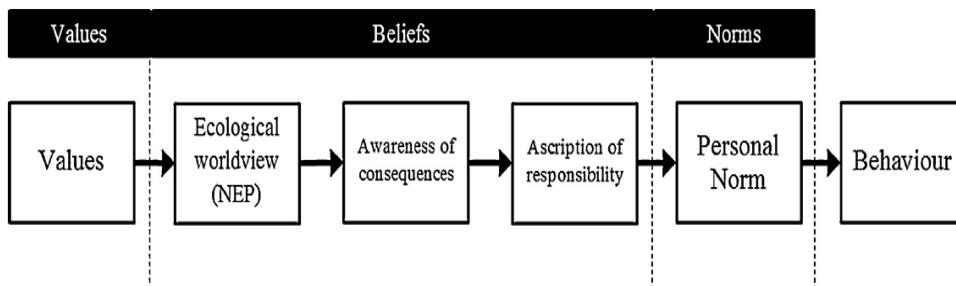 Values Beliefs Norms
Values
Ecological
worldview
(NEP)
Awareness of
consequences
Ascription of
responsibility
Personal
Norm
Behaviour